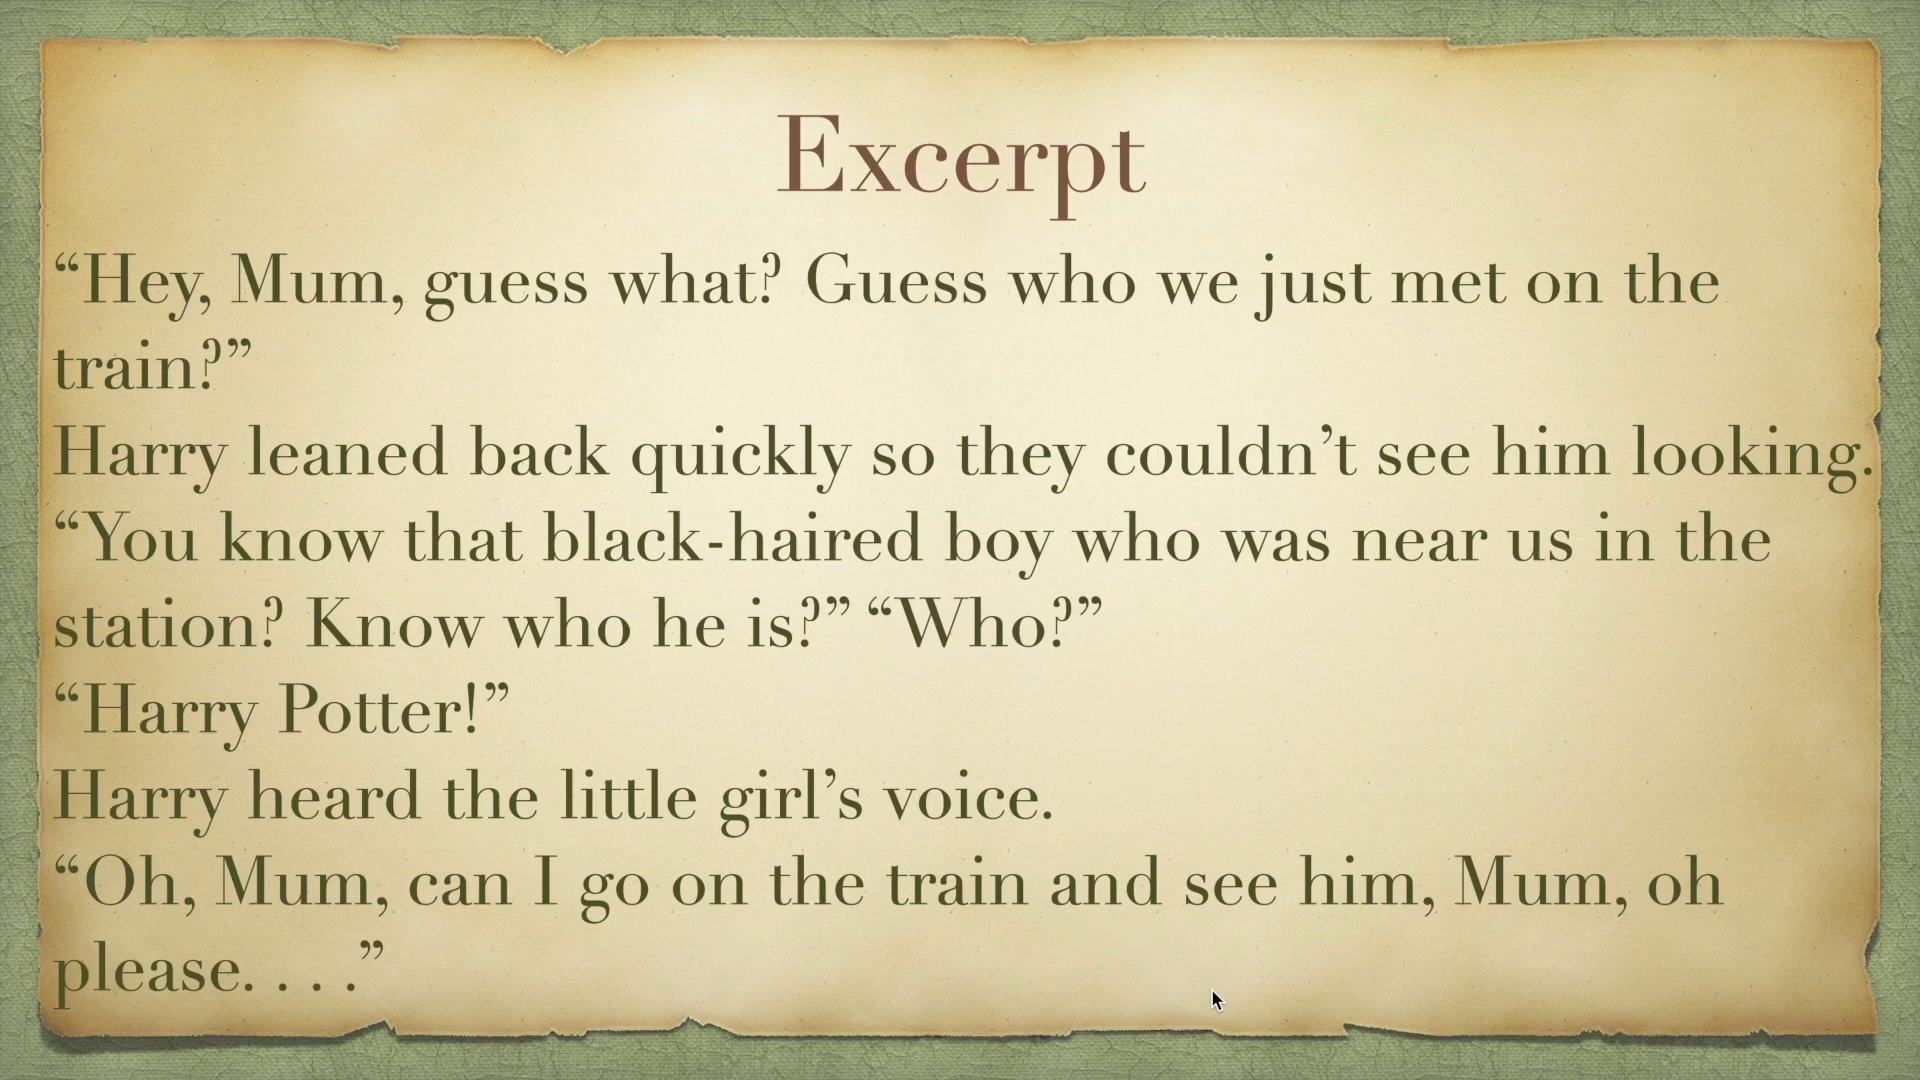 Excerpt
“Hey, Mum, guess what? Guess who we just met on the
train?”
Harry leaned back quickly so they couldn’t see him looking.
“You know that black-haired boy who was near us in the
station? Know who he is?” “Who?”
“Harry Potter!”
Harry heard the little girl’s voice.
“Oh, Mum, can I go on the train and see him, Mum, oh
please. . . .”